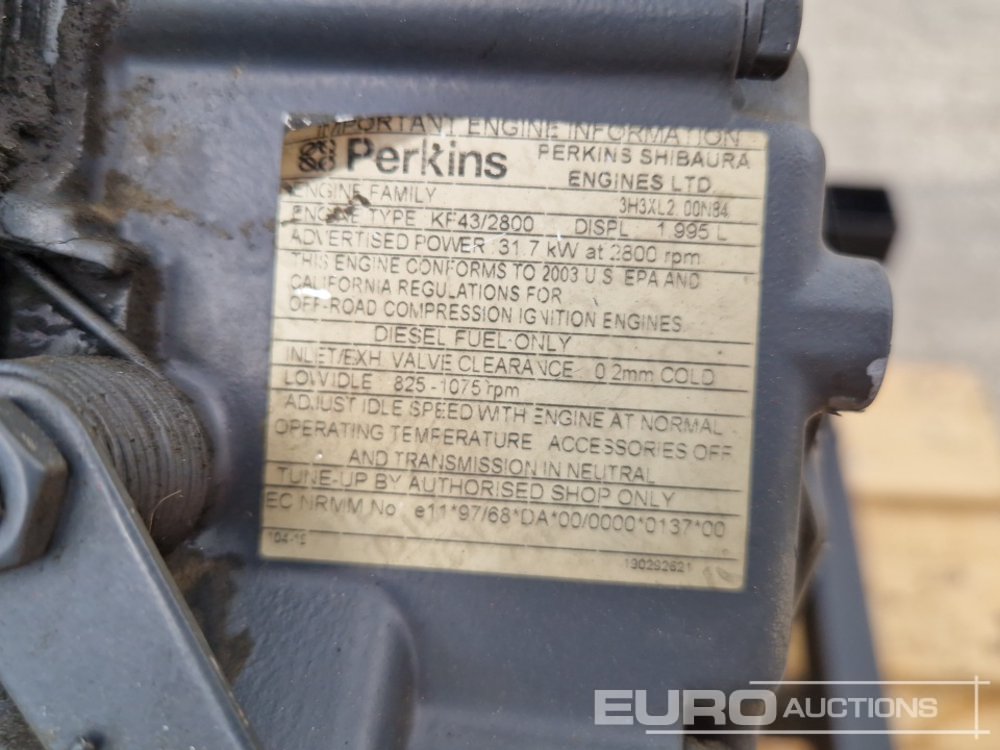 IMPORTANT ENGINE INFORMATION
Perkins PERKINS SHIBAURA
ENGINES LTD.
ENGINE FAMILY 3H3XL2.00N84
ENGINE TYPE KF43/2800 DISPL 1.995 L
ADVERTISED POWER 31.7 kW at 2800 rpm
THIS ENGINE CONFORMS TO 2003 U.S. EPA AND
CALIFORNIA REGULATIONS FOR
OFF-ROAD COMPRESSION IGNITION ENGINES
DIESEL FUEL-ONLY
INLET/EXH. VALVE CLEARANCE 0.2mm COLD
LOW IDLE 825-1075 rpm
ADJUST IDLE SPEED WITH ENGINE AT NORMAL
OPERATING TEMPERATURE ACCESSORIES OFF
AND TRANSMISSION IN NEUTRAL
TUNE-UP BY AUTHORISED SHOP ONLY
EC NRMM No. e11*97/68*DA*00/0000*0137*00
190292621
EURO AUCTIONS